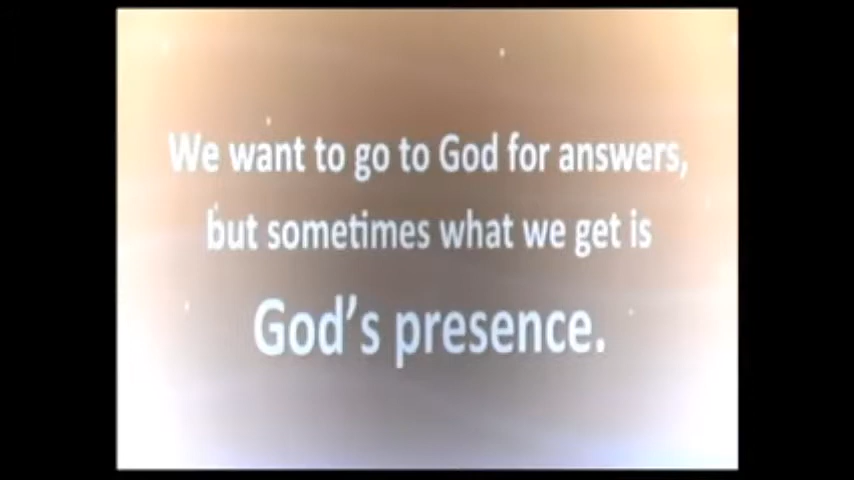 We want to go to God for answers,
but sometimes what we get is
God's presence.